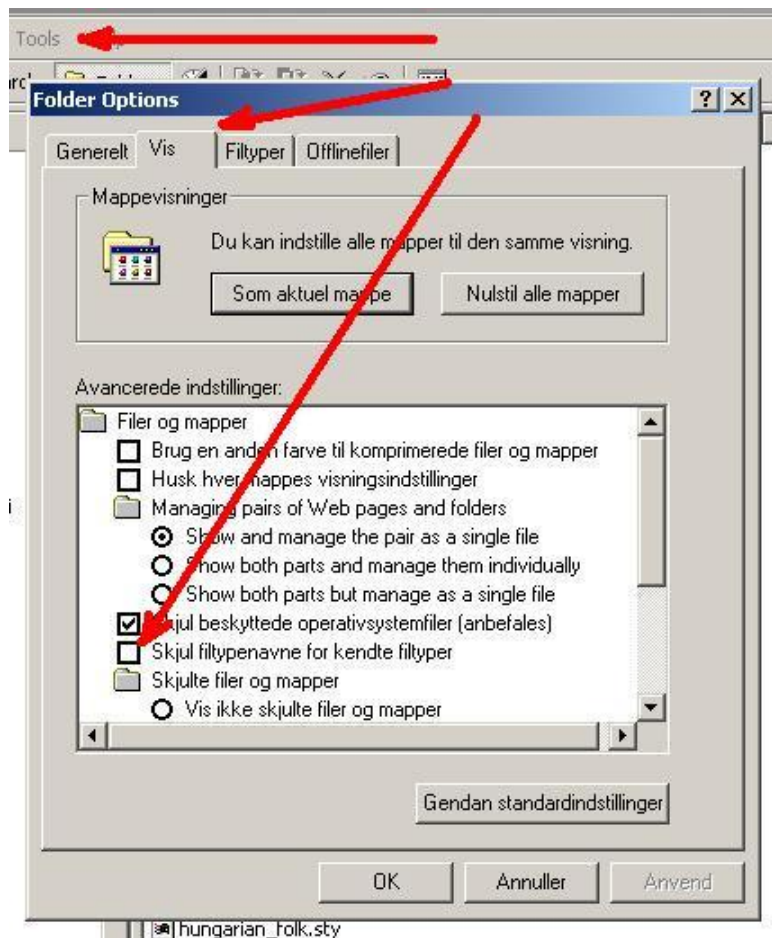 Tools
Folder Options
Generelt Vis Filtyper Offlinefiler
Mappevisninger
Du kan indstille alle mapper til den samme visning.
Som aktuel mappe Nulstil alle mapper
Avancerede indstillinger:
Filer og mapper
Brug en anden farve til komprimerede filer og mapper
Husk hver mappes visningsindstillinger
Managing pairs of Web pages and folders
Show and manage the pair as a single file
Show both parts and manage them individually
Show both parts but manage as a single file
Skjul beskyttede operativsystemfiler (anbefales)
Skjul filtypenavne for kendte filtyper
Skjulte filer og mapper
Vis ikke skjulte filer og mapper
Gendan standardindstillinger
OK Annuller Anvend
hungarian_folk.sty